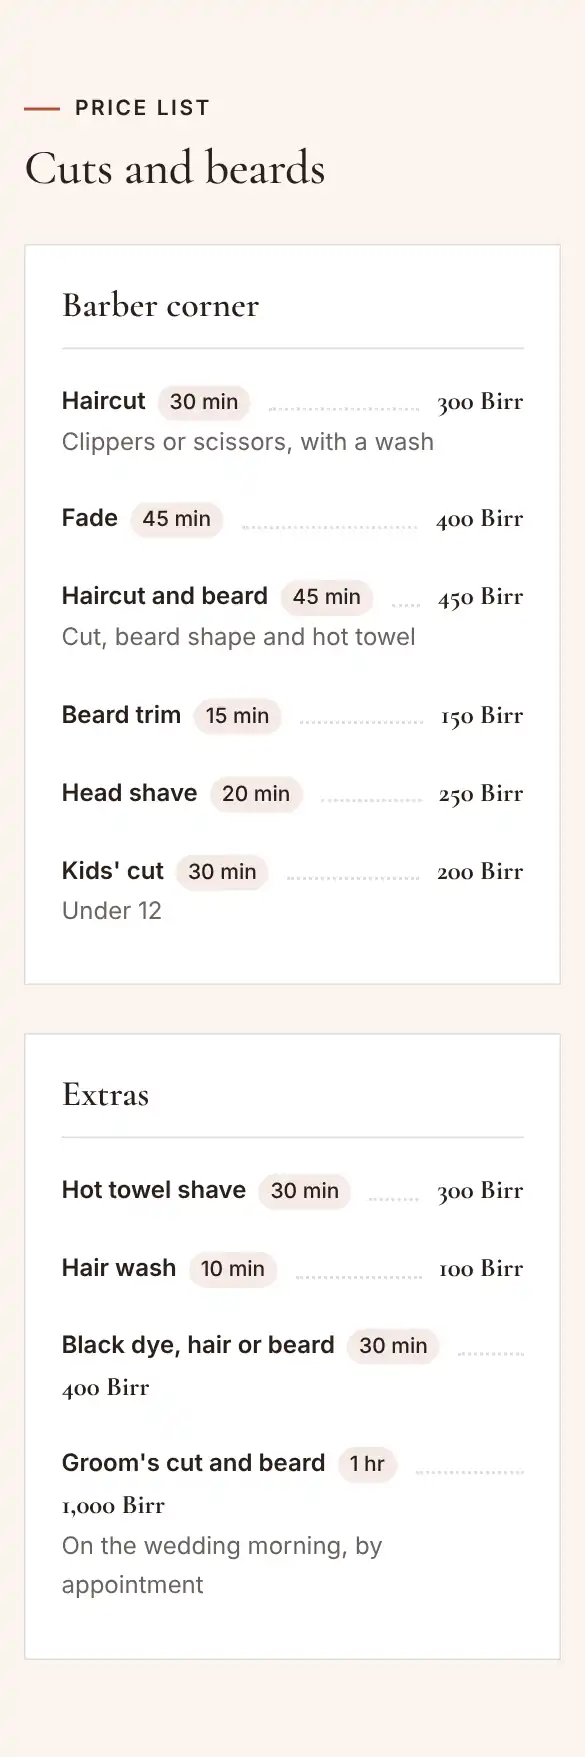 PRICE LIST
Cuts and beards
Barber corner
Haircut 30 min 300 Birr
Clippers or scissors, with a wash
Fade 45 min 400 Birr
Haircut and beard 45 min 450 Birr
Cut, beard shape and hot towel
Beard trim 15 min 150 Birr
Head shave 20 min 250 Birr
Kids' cut 30 min 200 Birr
Under 12
Extras
Hot towel shave 30 min 300 Birr
Hair wash 10 min 100 Birr
Black dye, hair or beard 30 min
400 Birr
Groom's cut and beard 1 hr
1,000 Birr
On the wedding morning, by
appointment